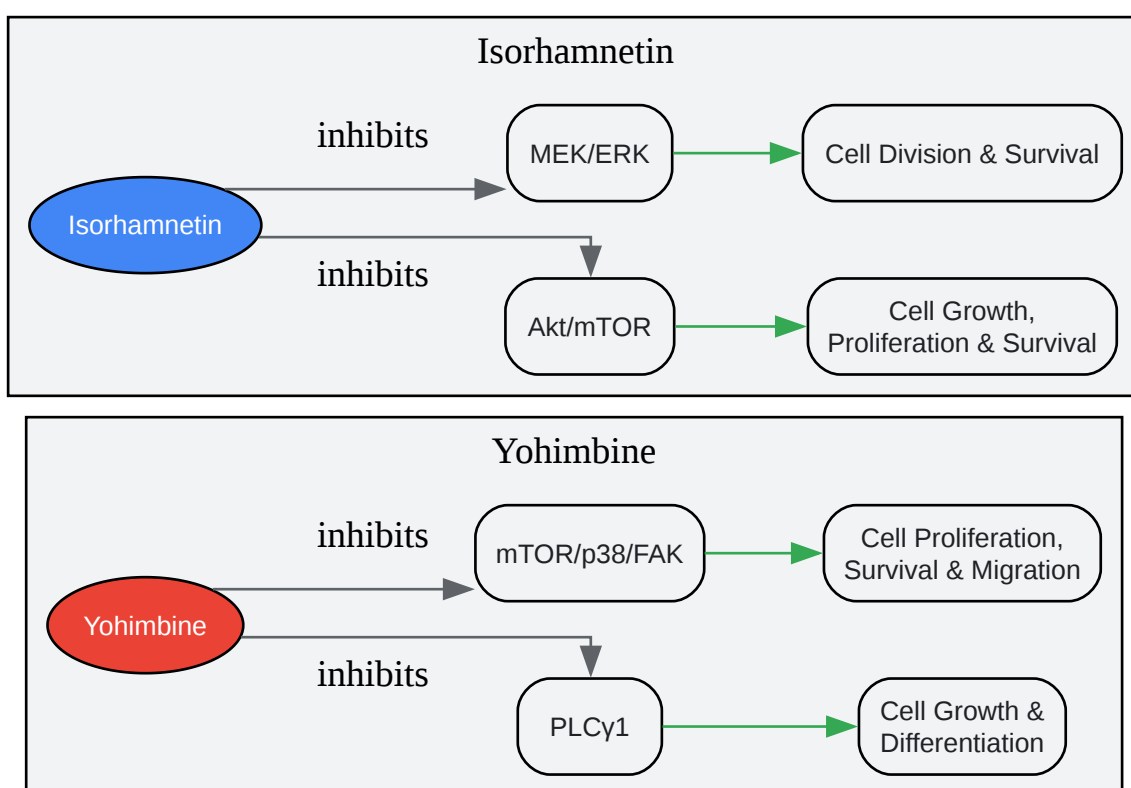 Isorhamnetin
inhibits
MEK/ERK
Cell Division & Survival
Isorhamnetin
inhibits
Akt/mTOR
Cell Growth,
Proliferation & Survival
Yohimbine
inhibits
mTOR/p38/FAK
Cell Proliferation,
Survival & Migration
Yohimbine
inhibits
PLCγ1
Cell Growth &
Differentiation